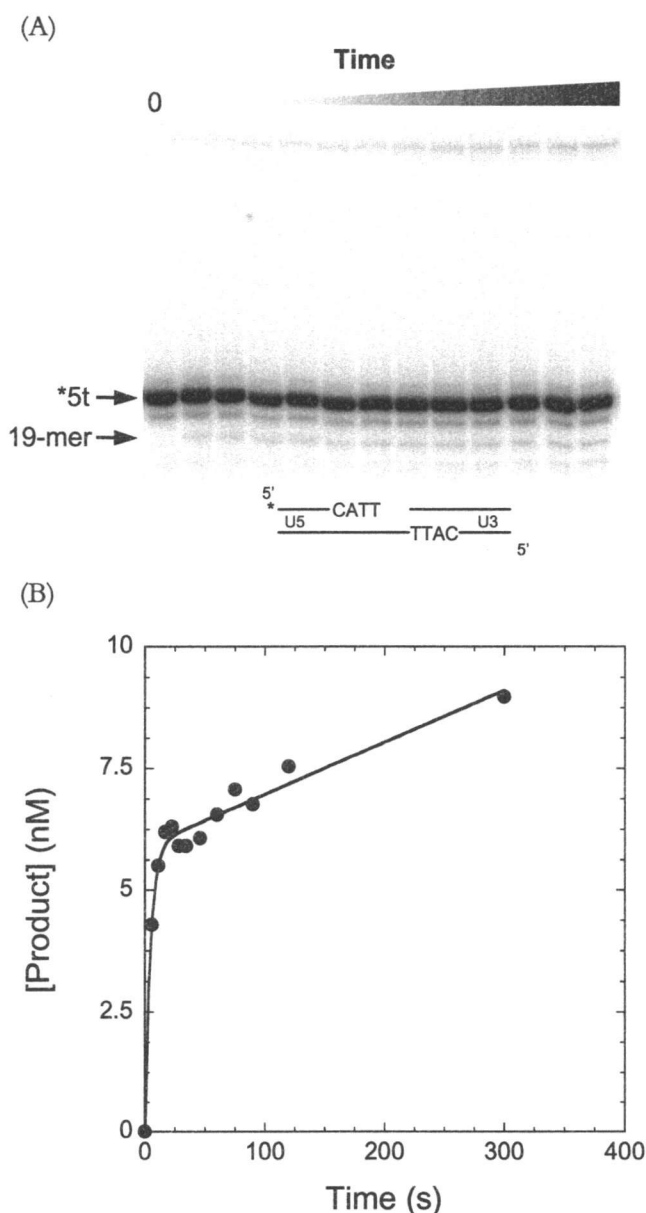 (A)
Time
0
*5t
19-mer
5'
* U5 CATT
TTAC U3
5'
(B)
[Product] (nM)
10
7.5
5
2.5
0
0 100 200 300 400
Time (s)